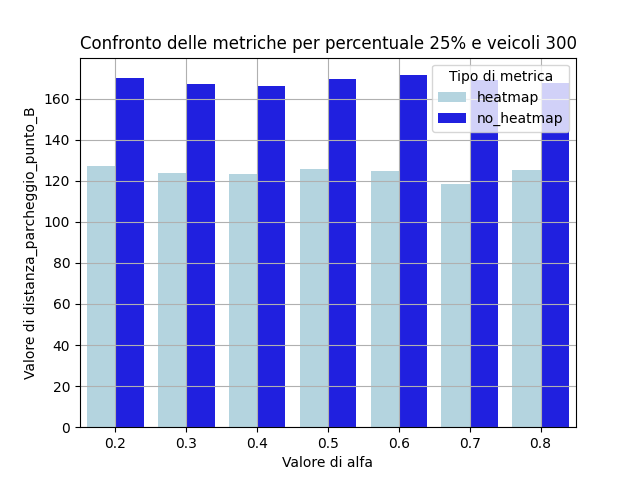 Confronto delle metriche per percentuale 25% e veicoli 300
Valore di distanza_parcheggio_punto_B
160
140
120
100
80
60
40
20
0
Tipo di metrica
heatmap
no_heatmap
0.2 0.3 0.4 0.5 0.6 0.7 0.8
Valore di alfa